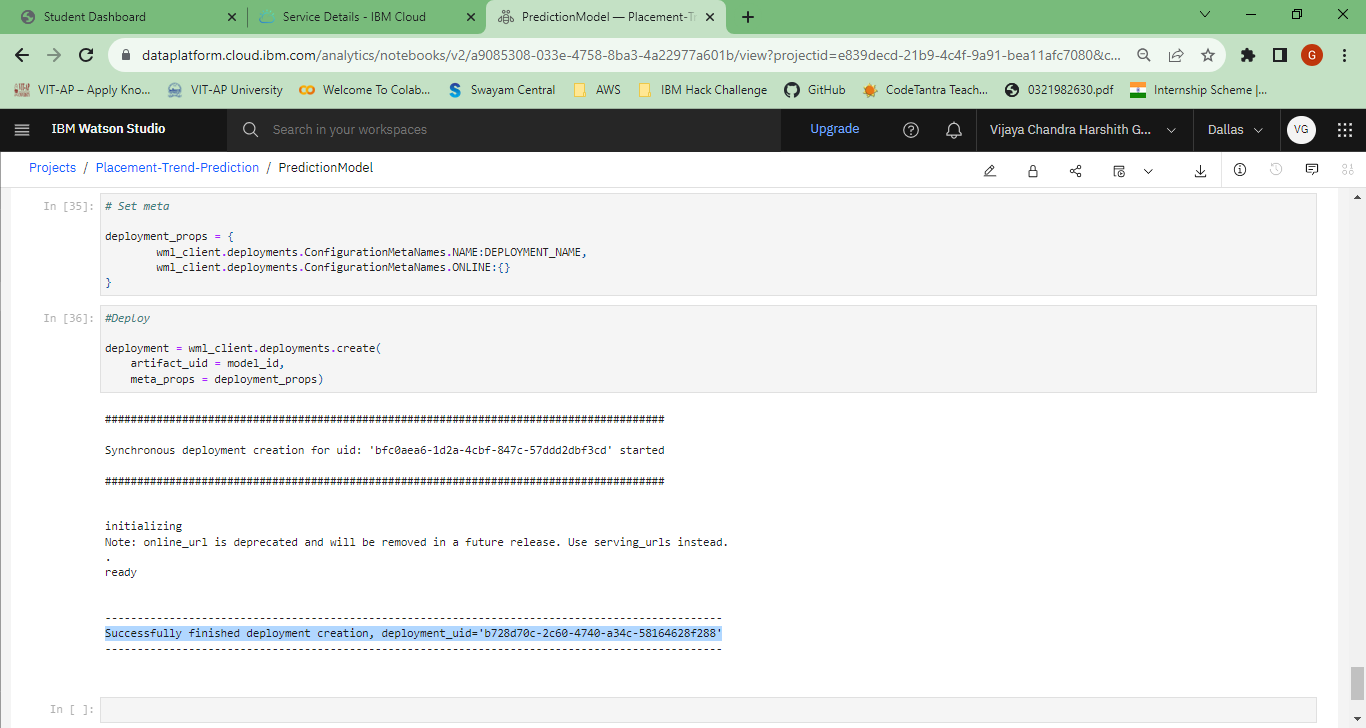 Student Dashboard
Service Details - IBM Cloud
PredictionModel — Placement-Tr
dataplatform.cloud.ibm.com/analytics/notebooks/v2/a9085308-033e-4758-8ba3-4a22977a601b/view?projectid=e839decd-21b9-4c4f-9a91-bea11afc7080&c...
G
VIT-AP – Apply Kno...
VIT-AP University
Welcome To Colab...
Swayam Central
AWS
IBM Hack Challenge
GitHub
CodeTantra Teach...
0321982630.pdf
Internship Scheme |...
IBM Watson Studio
Search in your workspaces
Upgrade
Vijaya Chandra Harshith G...
Dallas
VG
Projects / Placement-Trend-Prediction / PredictionModel
In [35]:
# Set meta
deployment_props = {
wml_client.deployments.ConfigurationMetaNames.NAME:DEPLOYMENT_NAME,
wml_client.deployments.ConfigurationMetaNames.ONLINE:{}
}
In [36]:
#Deploy
deployment = wml_client.deployments.create(
artifact_uid = model_id,
meta_props = deployment_props)
#######################################################################################
Synchronous deployment creation for uid: 'bfc0aea6-1d2a-4cbf-847c-57ddd2dbf3cd' started
#######################################################################################
initializing
Note: online_url is deprecated and will be removed in a future release. Use serving_urls instead.
.
ready
------------------------------------------------------------------------------------------------
Successfully finished deployment creation, deployment_uid='b728d70c-2c60-4740-a34c-58164628f288'
------------------------------------------------------------------------------------------------
In [ ]: